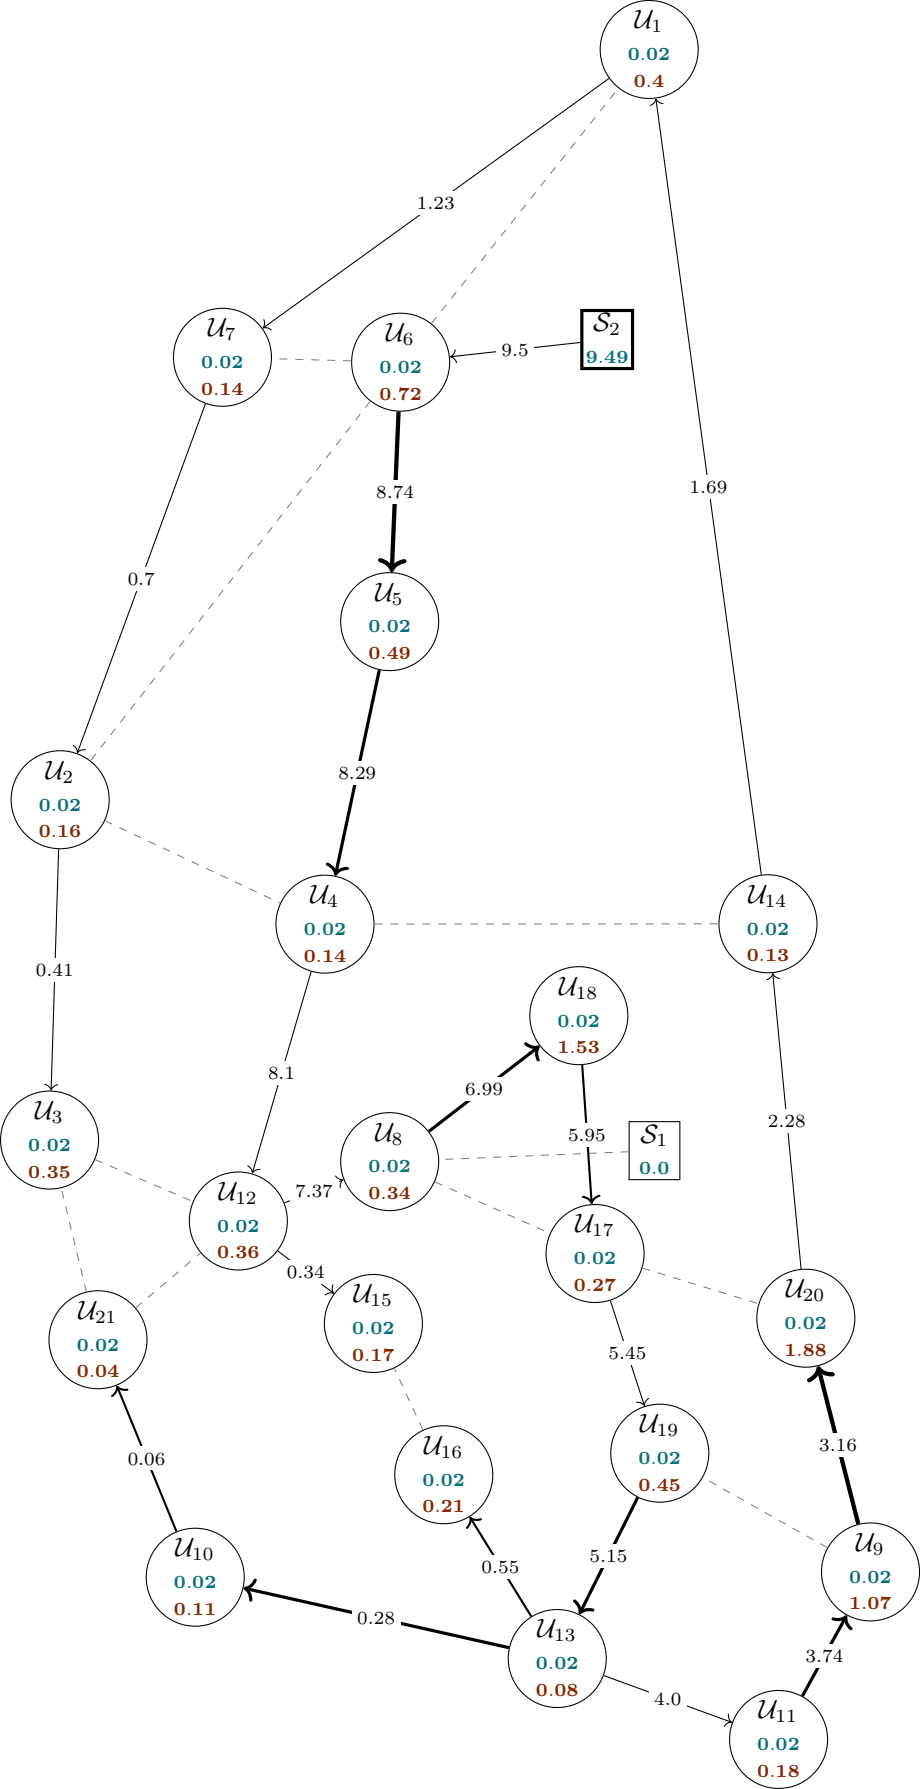 𝒰₁
0.02
0.4
1.23
𝒰₇
0.02
0.14
𝒰₆
0.02
0.72
9.5
𝒮₂
9.49
8.74
1.69
0.7
𝒰₅
0.02
0.49
8.29
𝒰₂
0.02
0.16
𝒰₄
0.02
0.14
𝒰₁₄
0.02
0.13
0.41
𝒰₁₈
0.02
1.53
8.1
6.99
2.28
𝒰₃
0.02
0.35
𝒰₈
0.02
0.34
5.95
𝒮₁
0.0
𝒰₁₂
0.02
0.36
7.37
𝒰₁₇
0.02
0.27
0.34
𝒰₂₁
0.02
0.04
𝒰₁₅
0.02
0.17
𝒰₂₀
0.02
1.88
5.45
0.06
𝒰₁₆
0.02
0.21
𝒰₁₉
0.02
0.45
3.16
𝒰₁₀
0.02
0.11
0.55
5.15
𝒰₉
0.02
1.07
0.28
𝒰₁₃
0.02
0.08
3.74
4.0
𝒰₁₁
0.02
0.18